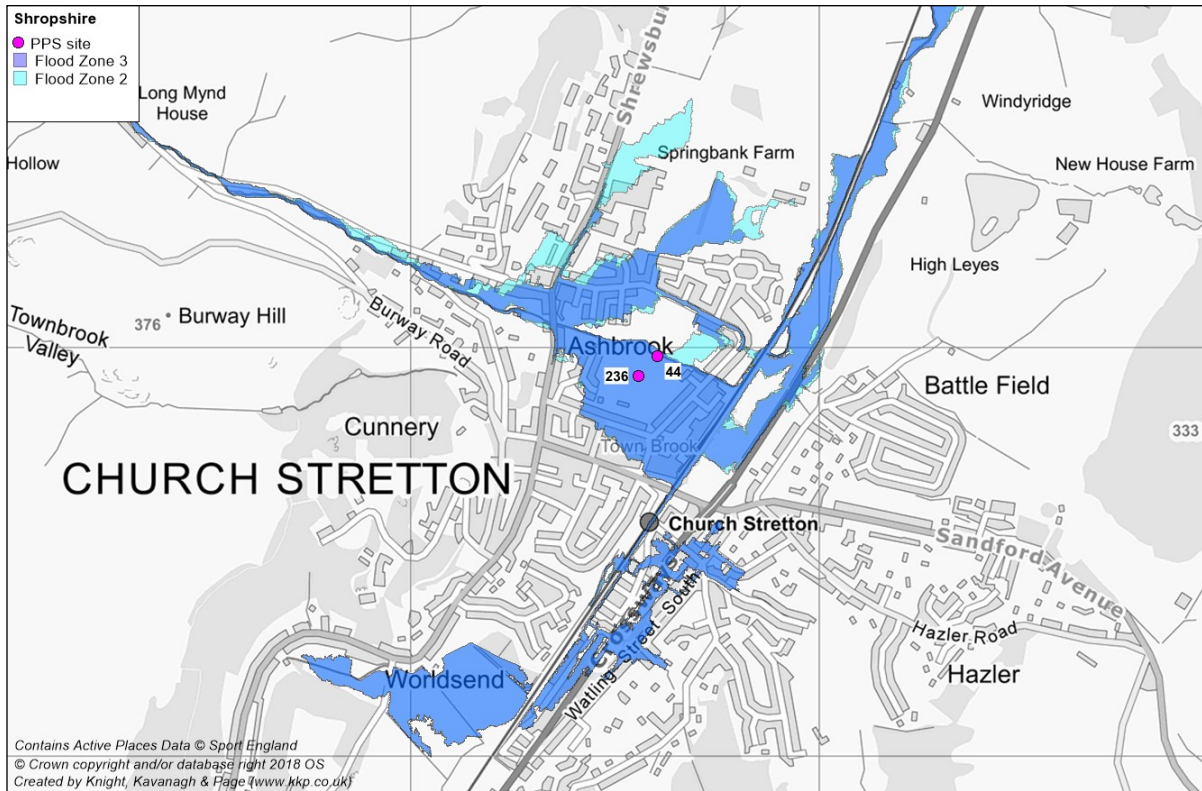 Shropshire
PPS site
Flood Zone 3
Flood Zone 2
Shrewsbu
Long Mynd
House
Hollow
Springbank Farm
Windyridge
New House Farm
High Leyes
376
Burway Hill
Burway Road
Townbrook
Valley
Ashbrook
44
236
Battle Field
Cunnery
Town Brook
333
CHURCH STRETTON
Church Stretton
Sandford Avenue
Crossways
Watling Street South
Hazler Road
Hazler
Worldsend
Contains Active Places Data © Sport England
© Crown copyright and/or database right 2018 OS
Created by Knight, Kavanagh & Page (www.kkp.co.uk)